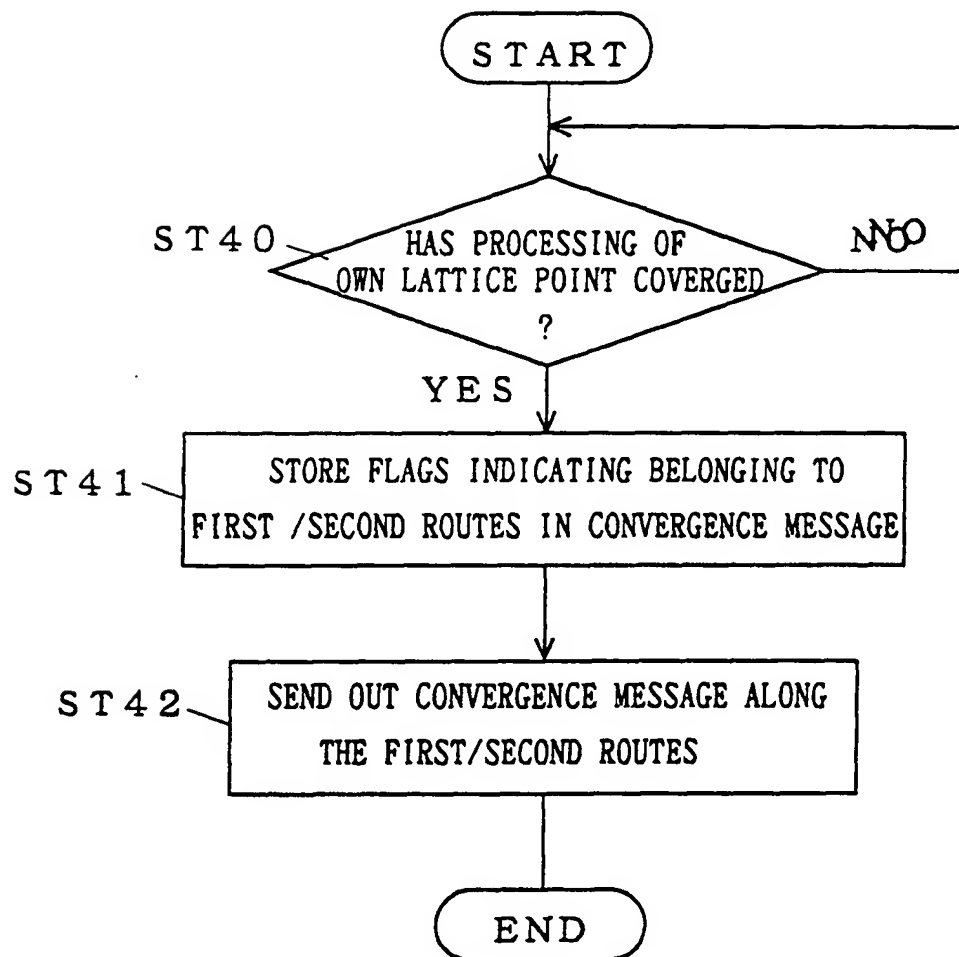 START
ST40
HAS PROCESSING OF
OWN LATTICE POINT COVERGED
?
NO
YES
ST41
STORE FLAGS INDICATING BELONGING TO
FIRST /SECOND ROUTES IN CONVERGENCE MESSAGE
ST42
SEND OUT CONVERGENCE MESSAGE ALONG
THE FIRST/SECOND ROUTES
END